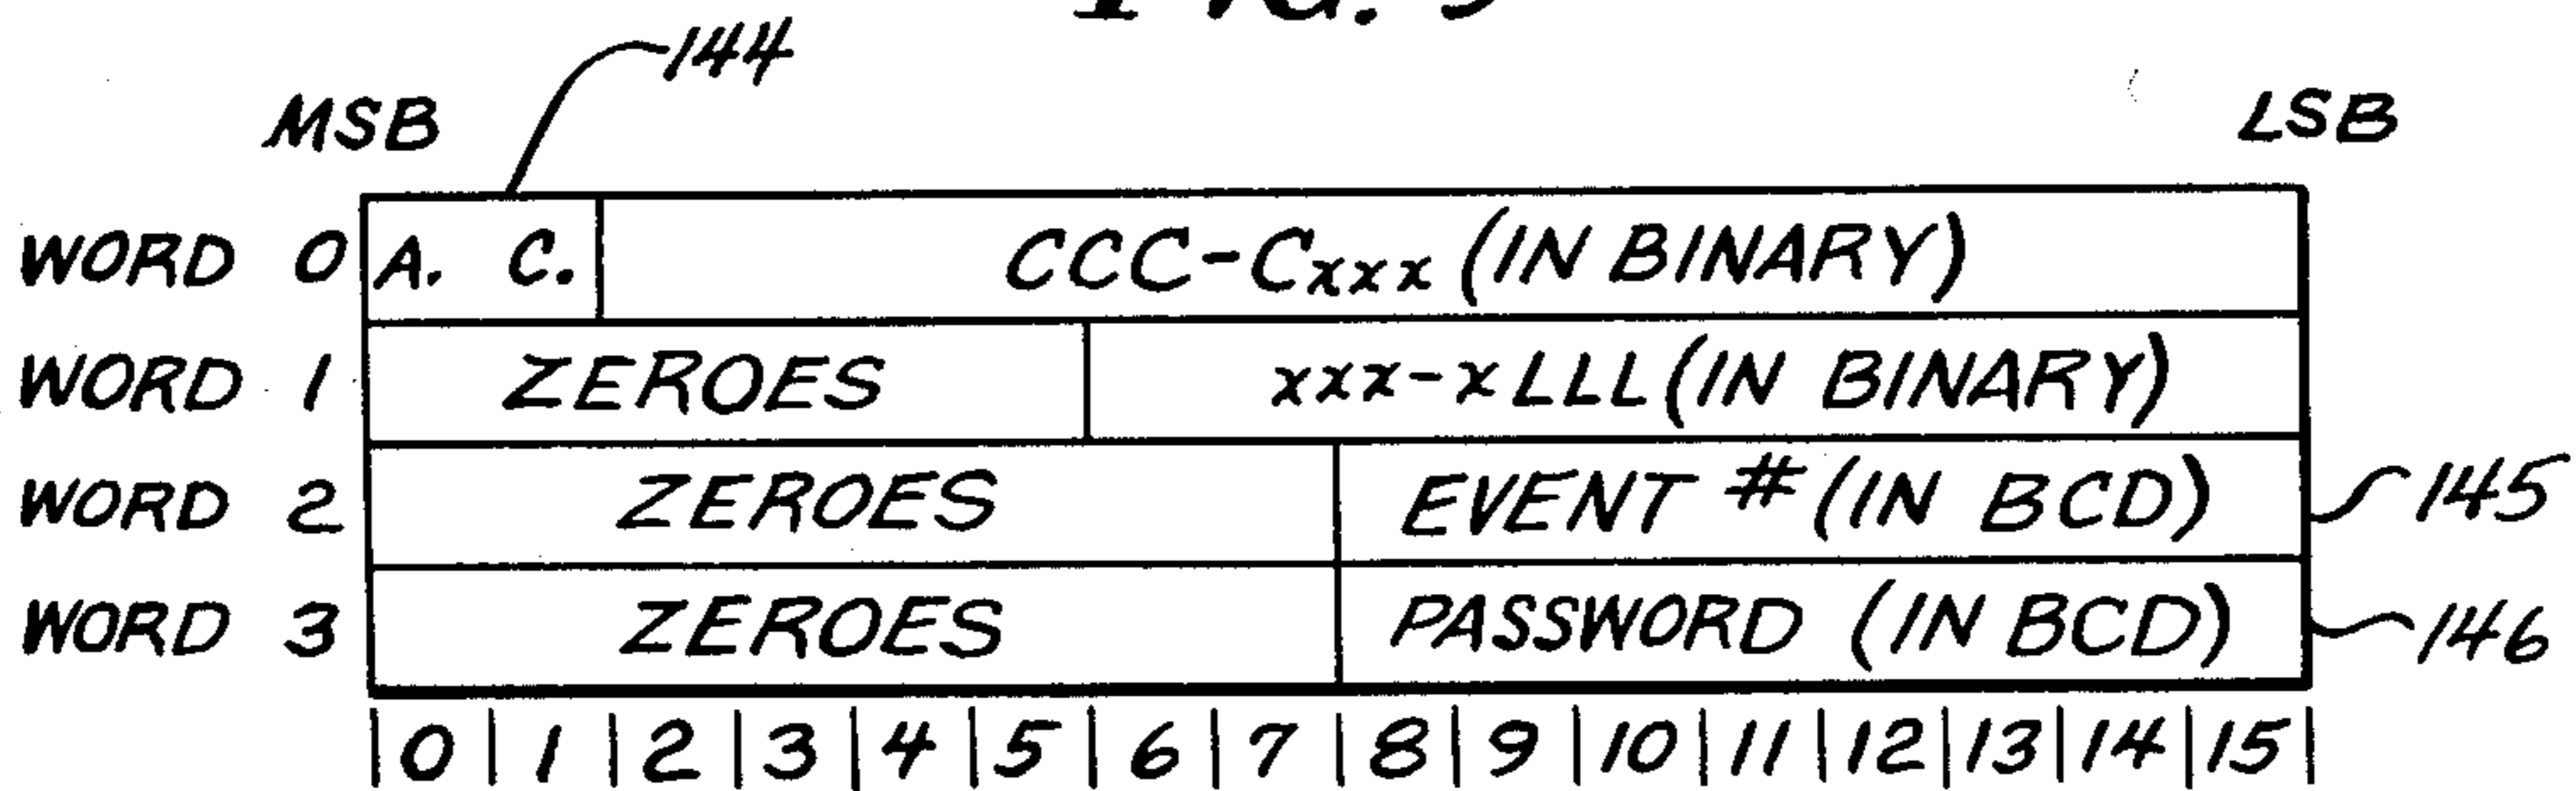 144
MSB LSB
WORD 0 A. C. CCC-Cxxx (IN BINARY)
WORD 1 ZEROES xxx-xLLL (IN BINARY)
WORD 2 ZEROES EVENT # (IN BCD) 145
WORD 3 ZEROES PASSWORD (IN BCD) 146
|0|1|2|3|4|5|6|7|8|9|10|11|12|13|14|15|